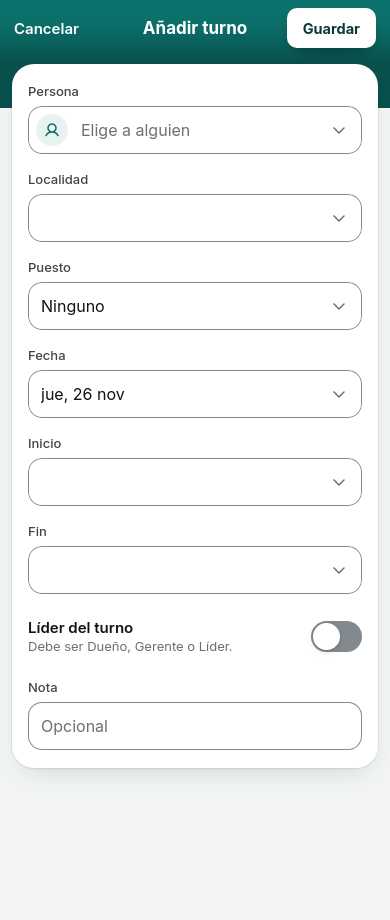 Cancelar
Añadir turno
Guardar
Persona
Elige a alguien
Localidad
Puesto
Ninguno
Fecha
jue, 26 nov
Inicio
Fin
Líder del turno
Debe ser Dueño, Gerente o Líder.
Nota
Opcional